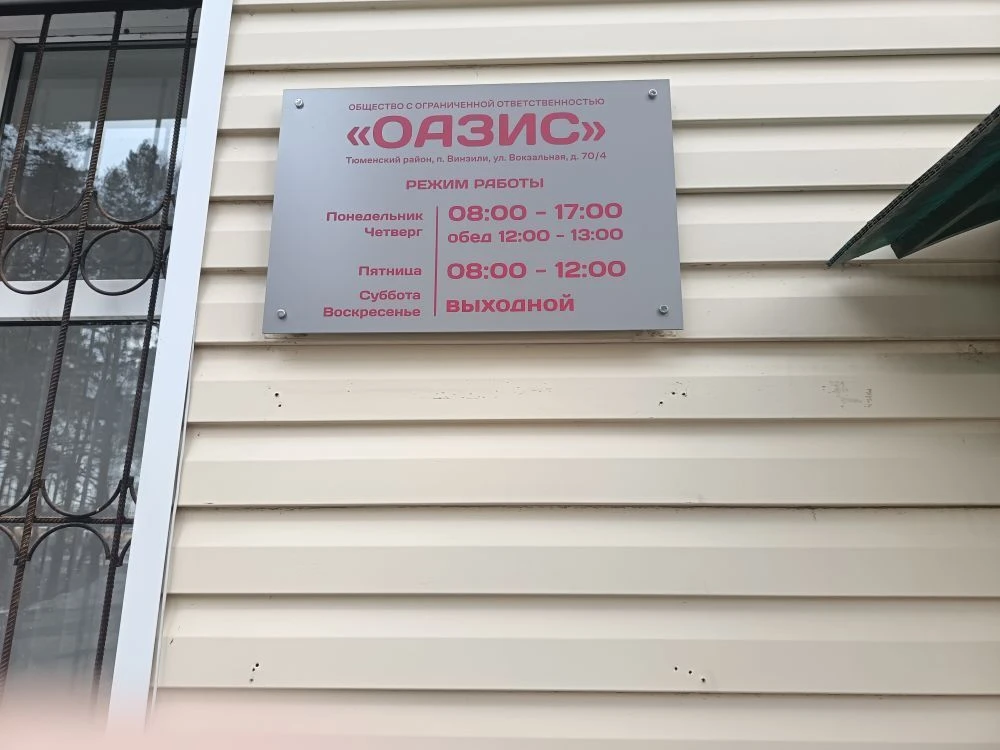 ОБЩЕСТВО С ОГРАНИЧЕННОЙ ОТВЕТСТВЕННОСТЬЮ
«ОАЗИС»
Тюменский район, п. Винзили, ул. Вокзальная, д. 70/4
РЕЖИМ РАБОТЫ
Понедельник
Четверг
08:00 - 17:00
обед 12:00 - 13:00
Пятница
08:00 - 12:00
Суббота
Воскресенье
ВЫХОДНОЙ